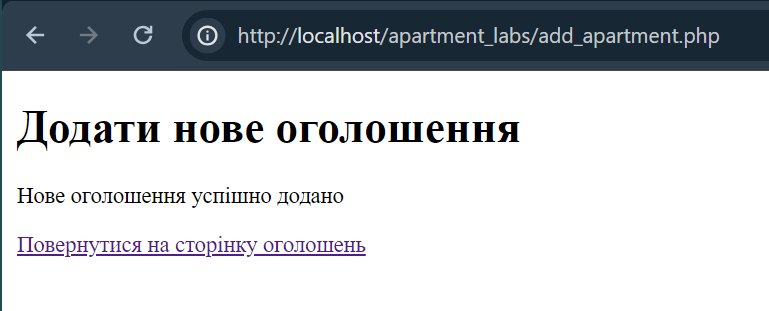 http://localhost/apartment_labs/add_apartment.php
Додати нове оголошення
Нове оголошення успішно додано
Повернутися на сторінку оголошень